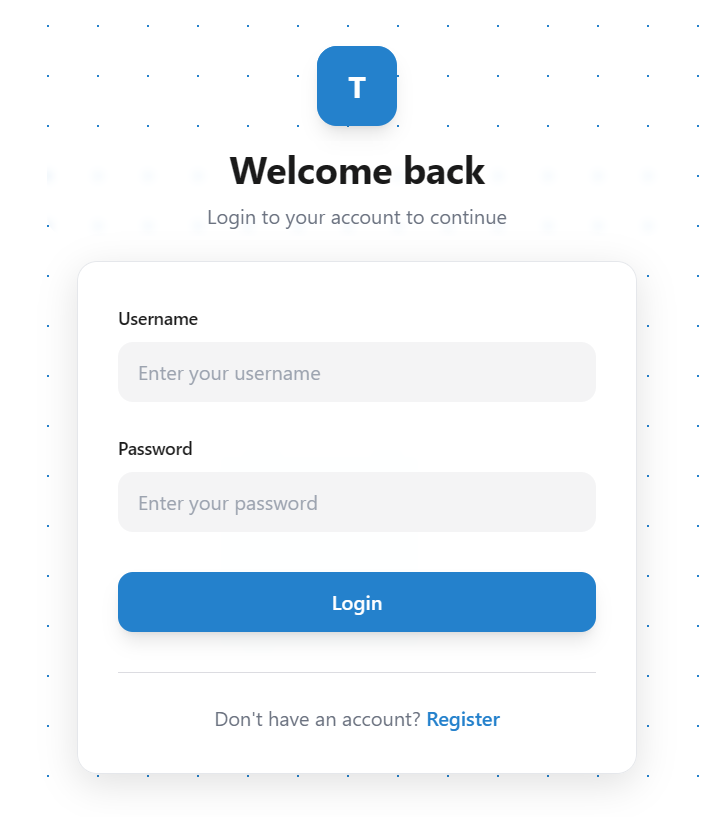 T
Welcome back
Login to your account to continue
Username
Enter your username
Password
Enter your password
Login
Don't have an account? Register